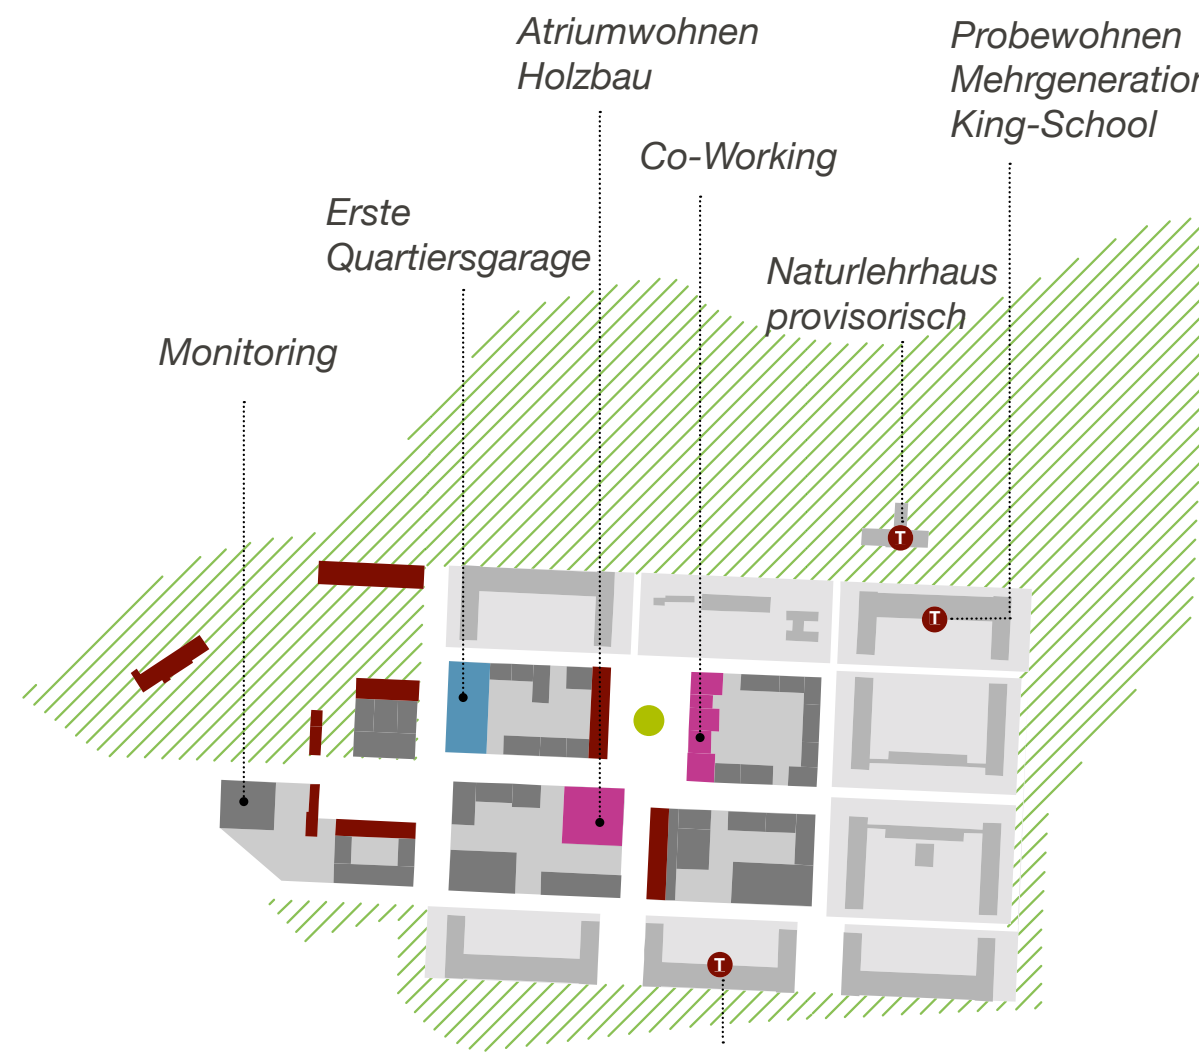 Atriumwohnen
Holzbau
Probewohnen
King-School
Co-Working
Erste
Quartiersgarage
Naturlehrhaus
provisorisch
Monitoring
T
T
T